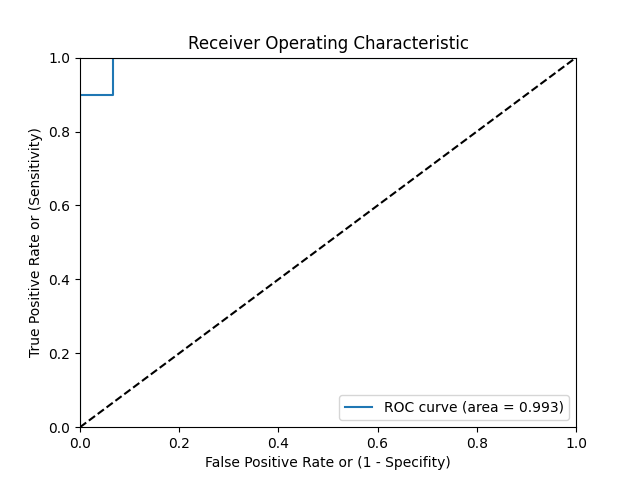 Receiver Operating Characteristic
True Positive Rate or (Sensitivity)
1.0
0.8
0.6
0.4
0.2
0.0
ROC curve (area = 0.993)
0.0 0.2 0.4 0.6 0.8 1.0
False Positive Rate or (1 - Specifity)